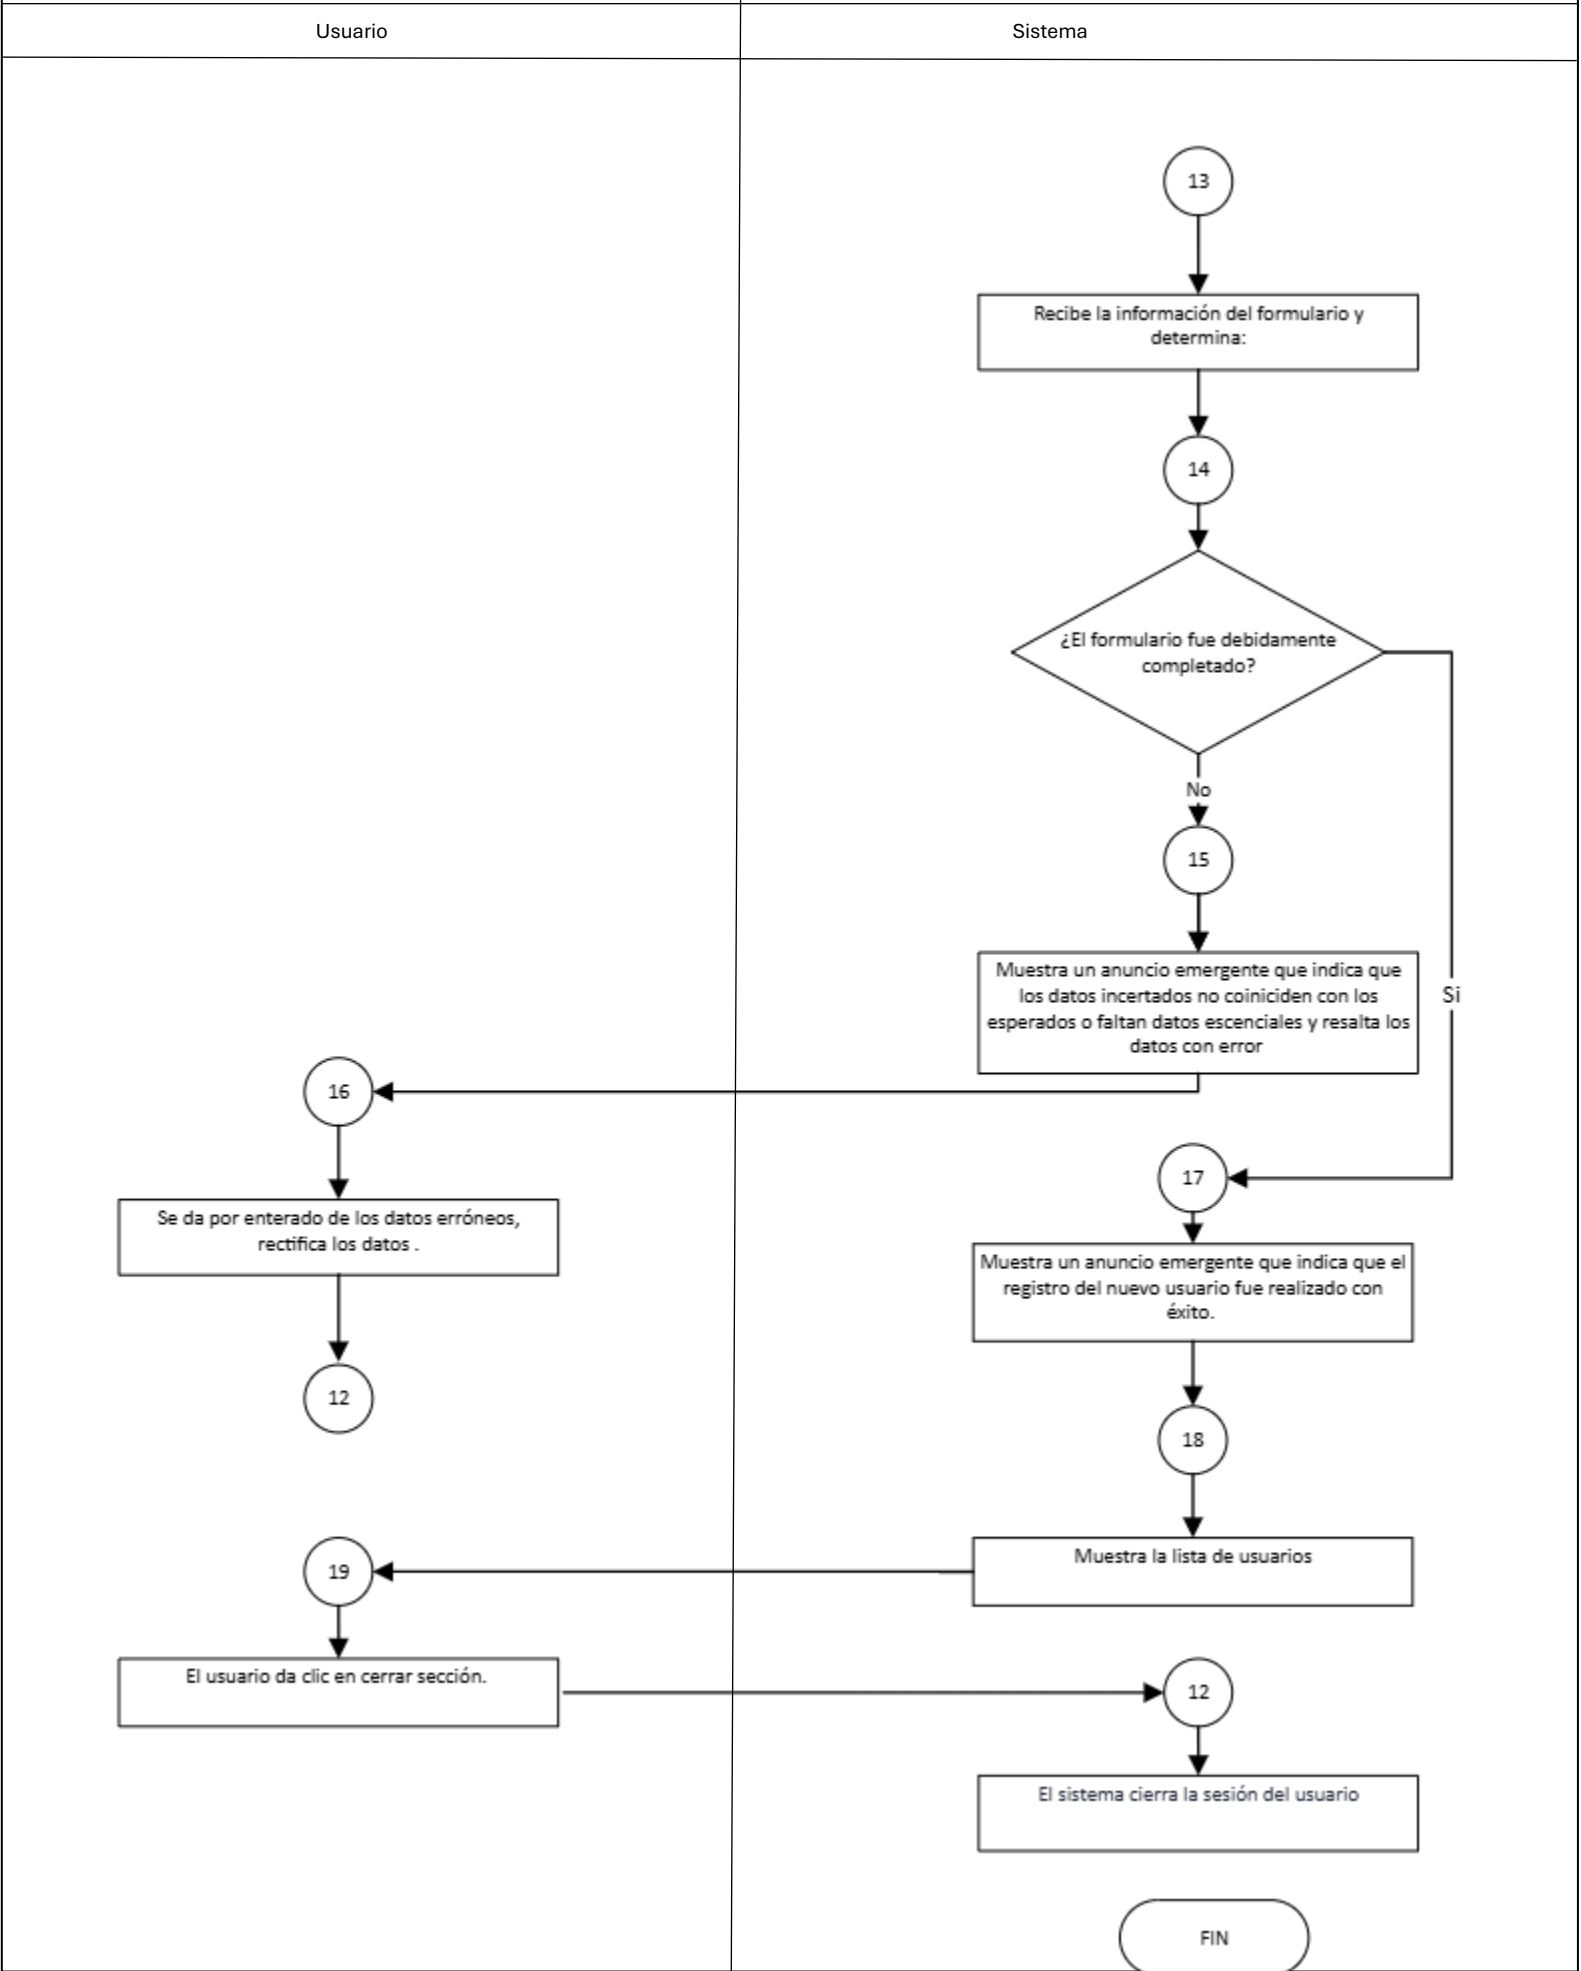 Usuario
Sistema
13
Recibe la información del formulario y
determina:
14
¿El formulario fue debidamente
completado?
No
15
Muestra un anuncio emergente que indica que
los datos incertados no coiniciden con los
esperados o faltan datos escenciales y resalta los
datos con error
Si
16
17
Se da por enterado de los datos erróneos,
rectifica los datos .
Muestra un anuncio emergente que indica que el
registro del nuevo usuario fue realizado con
éxito.
12
18
Muestra la lista de usuarios
19
El usuario da clic en cerrar sección.
12
El sistema cierra la sesión del usuario
FIN